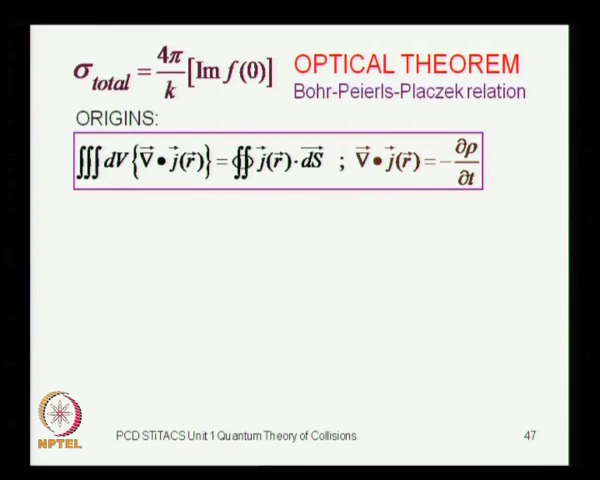 σ_total = 4π/k [Im f(0)]
OPTICAL THEOREM
Bohr-Peierls-Placzek relation
ORIGINS:
∭ dV {∇⃗ • j⃗(r⃗)} = ∯ j⃗(r⃗) · dS⃗ ; ∇⃗ • j⃗(r⃗) = −∂ρ/∂t
NPTEL
PCD STiTACS Unit 1 Quantum Theory of Collisions
47